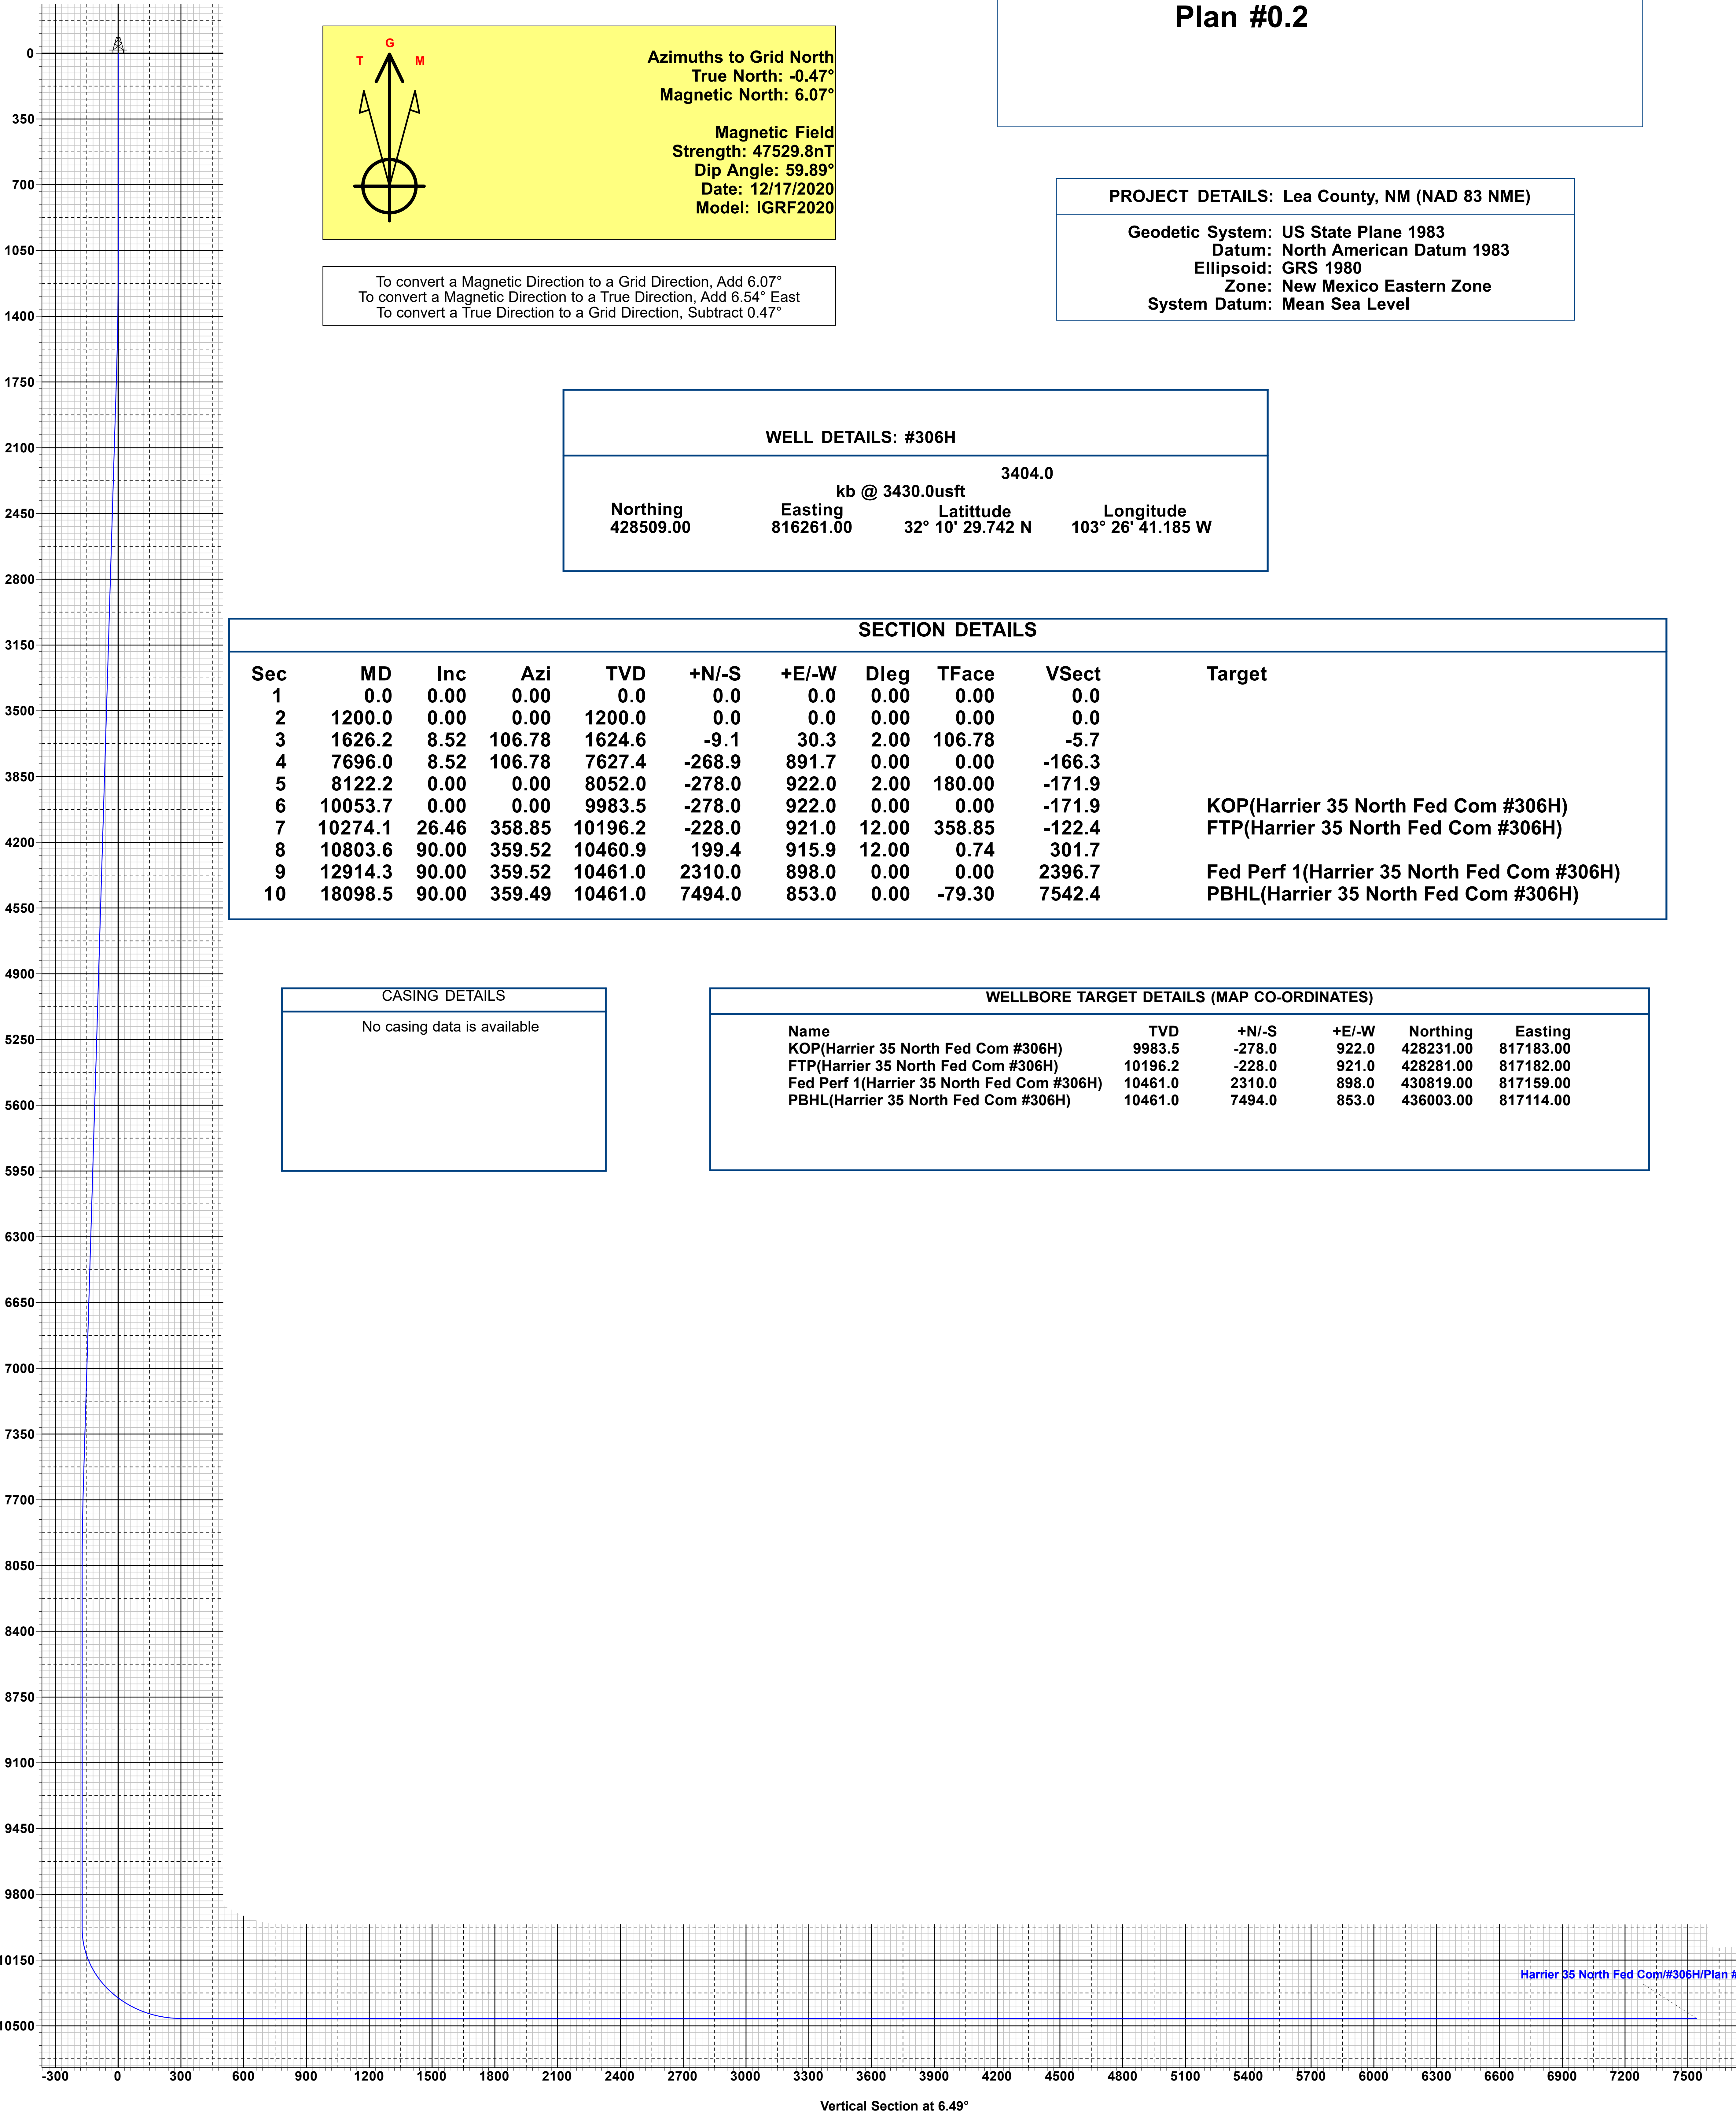 Plan #0.2
G
T M
Azimuths to Grid North
True North: -0.47°
Magnetic North: 6.07°
Magnetic Field
Strength: 47529.8nT
Dip Angle: 59.89°
Date: 12/17/2020
Model: IGRF2020
To convert a Magnetic Direction to a Grid Direction, Add 6.07°
To convert a Magnetic Direction to a True Direction, Add 6.54° East
To convert a True Direction to a Grid Direction, Subtract 0.47°
PROJECT DETAILS: Lea County, NM (NAD 83 NME)
Geodetic System: US State Plane 1983
Datum: North American Datum 1983
Ellipsoid: GRS 1980
Zone: New Mexico Eastern Zone
System Datum: Mean Sea Level
WELL DETAILS: #306H
3404.0
kb @ 3430.0usft
Northing Easting Latittude Longitude
428509.00 816261.00 32° 10' 29.742 N 103° 26' 41.185 W
SECTION DETAILS
Sec MD Inc Azi TVD +N/-S +E/-W Dleg TFace VSect Target
1 0.0 0.00 0.00 0.0 0.0 0.0 0.00 0.00 0.0
2 1200.0 0.00 0.00 1200.0 0.0 0.0 0.00 0.00 0.0
3 1626.2 8.52 106.78 1624.6 -9.1 30.3 2.00 106.78 -5.7
4 7696.0 8.52 106.78 7627.4 -268.9 891.7 0.00 0.00 -166.3
5 8122.2 0.00 0.00 8052.0 -278.0 922.0 2.00 180.00 -171.9
6 10053.7 0.00 0.00 9983.5 -278.0 922.0 0.00 0.00 -171.9 KOP(Harrier 35 North Fed Com #306H)
7 10274.1 26.46 358.85 10196.2 -228.0 921.0 12.00 358.85 -122.4 FTP(Harrier 35 North Fed Com #306H)
8 10803.6 90.00 359.52 10460.9 199.4 915.9 12.00 0.74 301.7
9 12914.3 90.00 359.52 10461.0 2310.0 898.0 0.00 0.00 2396.7 Fed Perf 1(Harrier 35 North Fed Com #306H)
10 18098.5 90.00 359.49 10461.0 7494.0 853.0 0.00 -79.30 7542.4 PBHL(Harrier 35 North Fed Com #306H)
CASING DETAILS
No casing data is available
WELLBORE TARGET DETAILS (MAP CO-ORDINATES)
Name TVD +N/-S +E/-W Northing Easting
KOP(Harrier 35 North Fed Com #306H) 9983.5 -278.0 922.0 428231.00 817183.00
FTP(Harrier 35 North Fed Com #306H) 10196.2 -228.0 921.0 428281.00 817182.00
Fed Perf 1(Harrier 35 North Fed Com #306H) 10461.0 2310.0 898.0 430819.00 817159.00
PBHL(Harrier 35 North Fed Com #306H) 10461.0 7494.0 853.0 436003.00 817114.00
0
350
700
1050
1400
1750
2100
2450
2800
3150
3500
3850
4200
4550
4900
5250
5600
5950
6300
6650
7000
7350
7700
8050
8400
8750
9100
9450
9800
10150
10500
Harrier 35 North Fed Com/#306H/Plan #
-300 0 300 600 900 1200 1500 1800 2100 2400 2700 3000 3300 3600 3900 4200 4500 4800 5100 5400 5700 6000 6300 6600 6900 7200 7500
Vertical Section at 6.49°